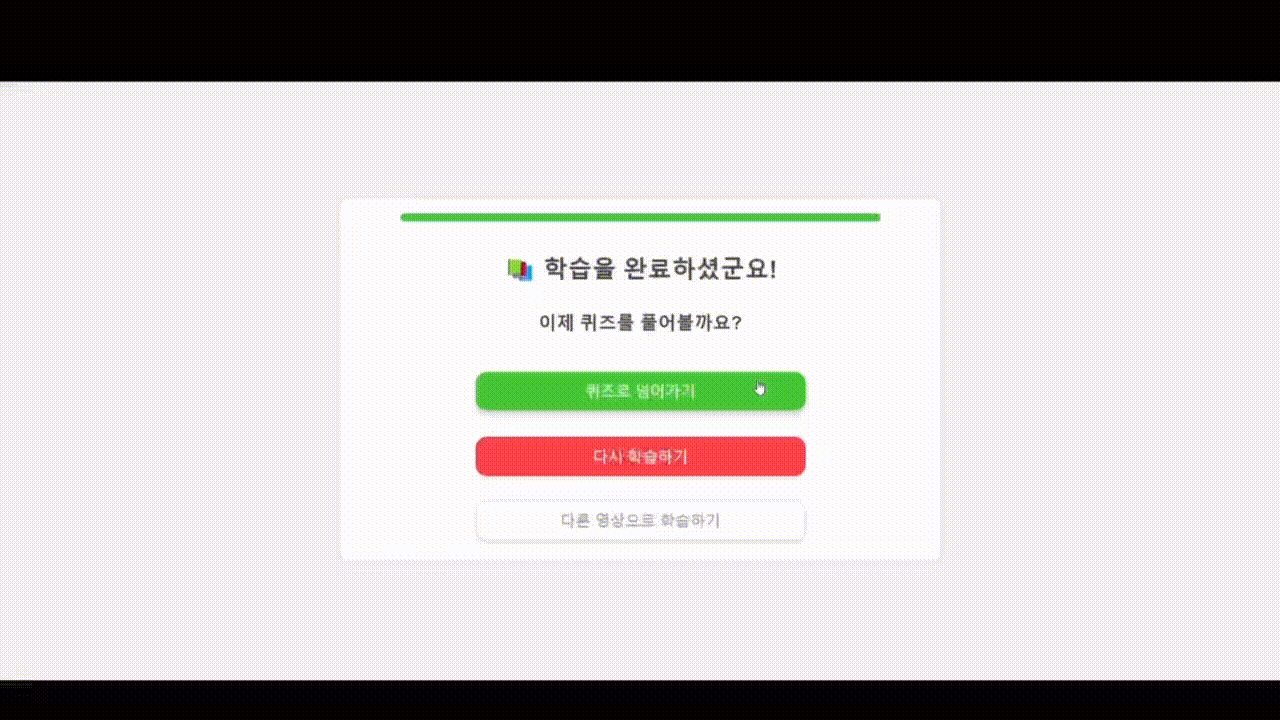 학습을 완료하셨군요!
이제 퀴즈를 풀어볼까요?
퀴즈로 넘어가기
다시 학습하기
다른 영상으로 학습하기